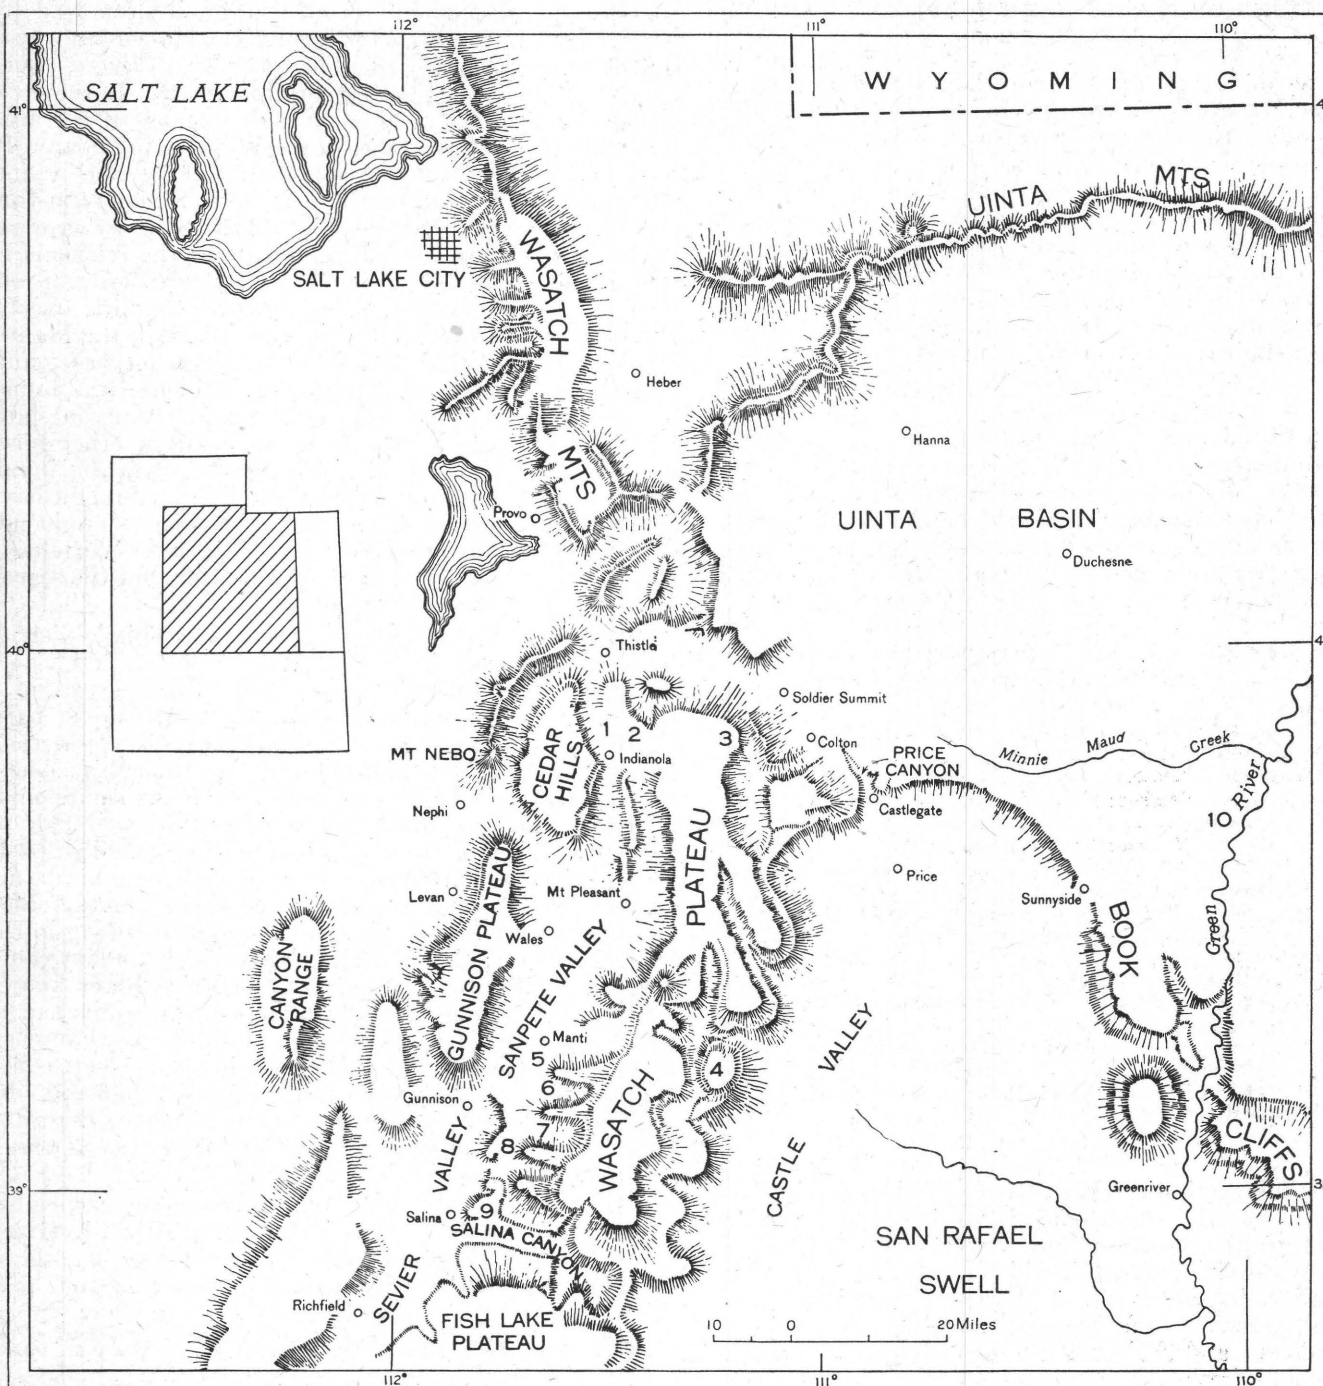 112°
111°
110°
SALT LAKE
WYOMING
41°
4
UINTA MTS
WASATCH
SALT LAKE CITY
Heber
Hanna
MTS
Provo
UINTA BASIN
Duchesne
40°
4
Thistle
Soldier Summit
1
2
3
MT NEBO
CEDAR
HILLS
Indianola
Colton
PRICE
CANYON
Minnie Maud Creek
Nephi
Castlegate
River
10
PLATEAU
Levan
Mt Pleasant
Price
Sunnyside
GUNNISON PLATEAU
Wales
SANPETE VALLEY
BOOK
Green
CANYON
RANGE
Manti
5
4
VALLEY
6
Gunnison
7
WASATCH
8
VALLEY
CASTLE
CLIFFS
39°
3
Greenriver
9
Salina
SALINA CANYON
SAN RAFAEL
SWELL
SEVIER
Richfield
FISH LAKE
PLATEAU
10 0 20 Miles
112°
111°
110°